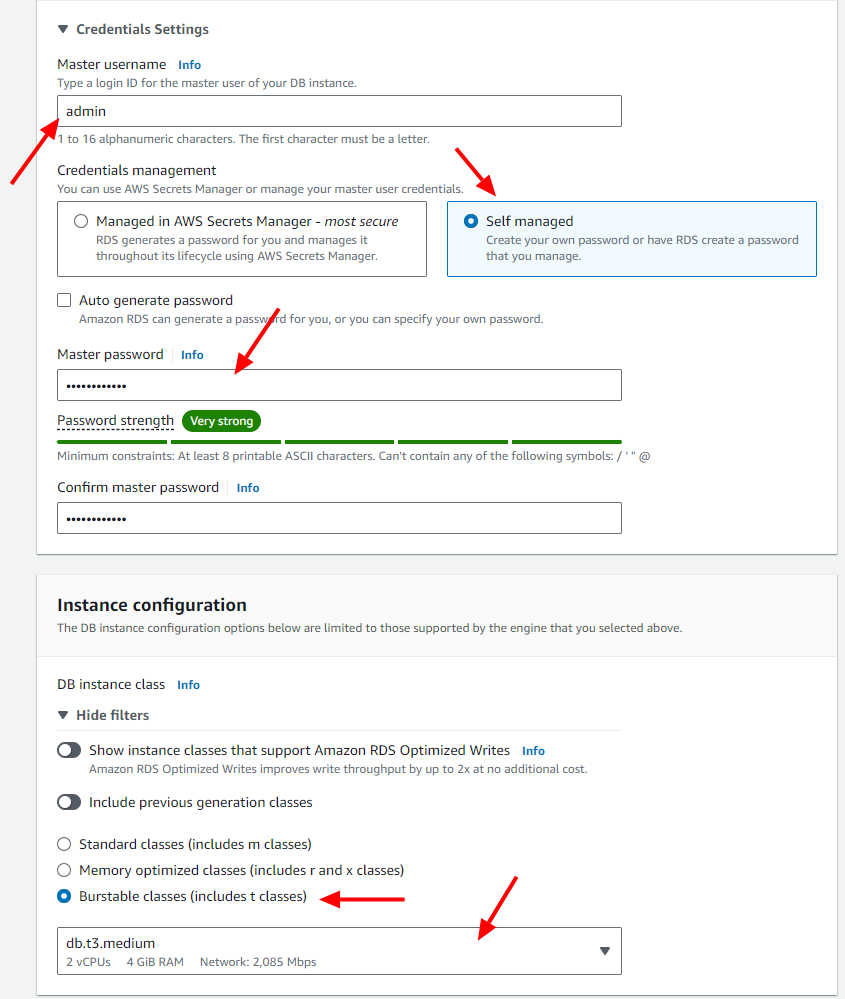 Credentials Settings
Master username Info
Type a login ID for the master user of your DB instance.
admin
1 to 16 alphanumeric characters. The first character must be a letter.
Credentials management
You can use AWS Secrets Manager or manage your master user credentials.
Managed in AWS Secrets Manager - most secure
RDS generates a password for you and manages it
throughout its lifecycle using AWS Secrets Manager.
Self managed
Create your own password or have RDS create a password
that you manage.
Auto generate password
Amazon RDS can generate a password for you, or you can specify your own password.
Master password Info
••••••••••••
Password strength Very strong
Minimum constraints: At least 8 printable ASCII characters. Can't contain any of the following symbols: / ' " @
Confirm master password Info
••••••••••••
Instance configuration
The DB instance configuration options below are limited to those supported by the engine that you selected above.
DB instance class Info
Hide filters
Show instance classes that support Amazon RDS Optimized Writes Info
Amazon RDS Optimized Writes improves write throughput by up to 2x at no additional cost.
Include previous generation classes
Standard classes (includes m classes)
Memory optimized classes (includes r and x classes)
Burstable classes (includes t classes)
db.t3.medium
2 vCPUs 4 GiB RAM Network: 2,085 Mbps